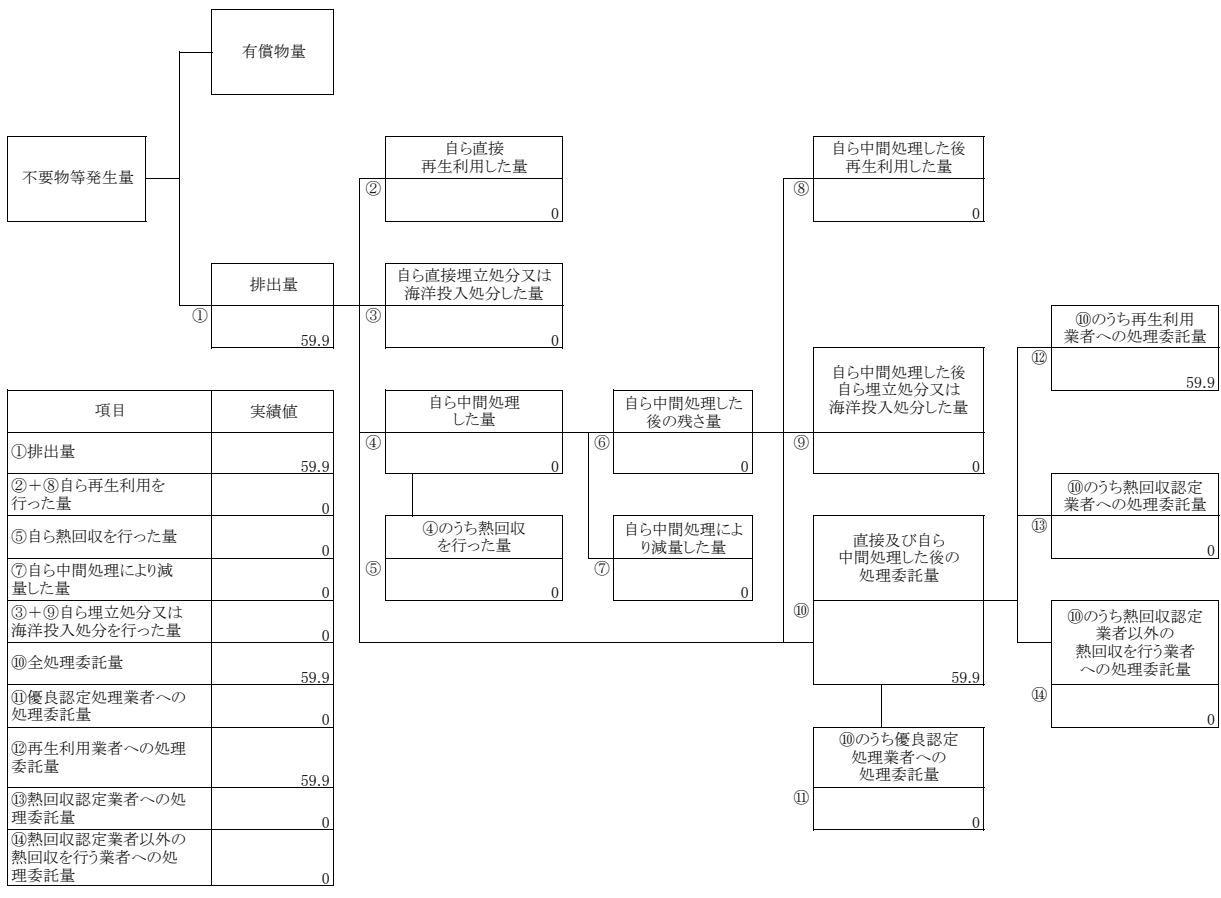 有償物量
不要物等発生量
排出量
①
59.9
自ら直接
再生利用した量
②
0
自ら直接埋立処分又は
海洋投入処分した量
③
0
自ら中間処理
した量
④
0
④のうち熱回収
を行った量
⑤
0
自ら中間処理した
後の残さ量
⑥
0
自ら中間処理によ
り減量した量
⑦
0
自ら中間処理した後
再生利用した量
⑧
0
自ら中間処理した後
自ら埋立処分又は
海洋投入処分した量
⑨
0
直接及び自ら
中間処理した後の
処理委託量
⑩
59.9
⑩のうち優良認定
処理業者への
処理委託量
⑪
0
⑩のうち再生利用
業者への処理委託量
⑫
59.9
⑩のうち熱回収認定
業者への処理委託量
⑬
0
⑩のうち熱回収認定
業者以外の
熱回収を行う業者
への処理委託量
⑭
0
項目 実績値
①排出量
59.9
②＋⑧自ら再生利用を
行った量
0
⑤自ら熱回収を行った量
0
⑦自ら中間処理により減
量した量
0
③＋⑨自ら埋立処分又は
海洋投入処分を行った量
0
⑩全処理委託量
59.9
⑪優良認定処理業者への
処理委託量
0
⑫再生利用業者への処理
委託量
59.9
⑬熱回収認定業者への処
理委託量
0
⑭熱回収認定業者以外の
熱回収を行う業者への処
理委託量
0